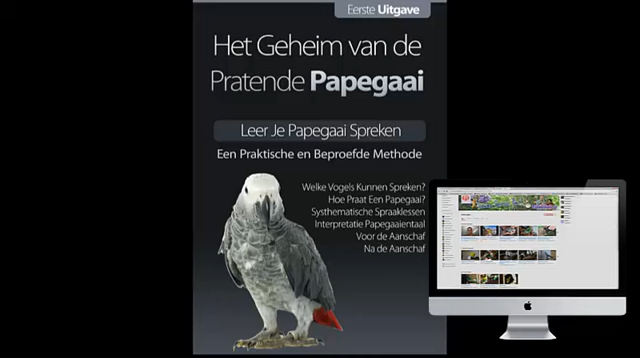 Eerste Uitgave
Het Geheim van de
Pratende Papegaai
Leer Je Papegaai Spreken
Een Praktische en Beproefde Methode
Welke Vogels Kunnen Spreken?
Hoe Praat Een Papegaai?
Systhematische Spraaklessen
Interpretatie Papegaaientaal
Voor de Aanschaf
Na de Aanschaf